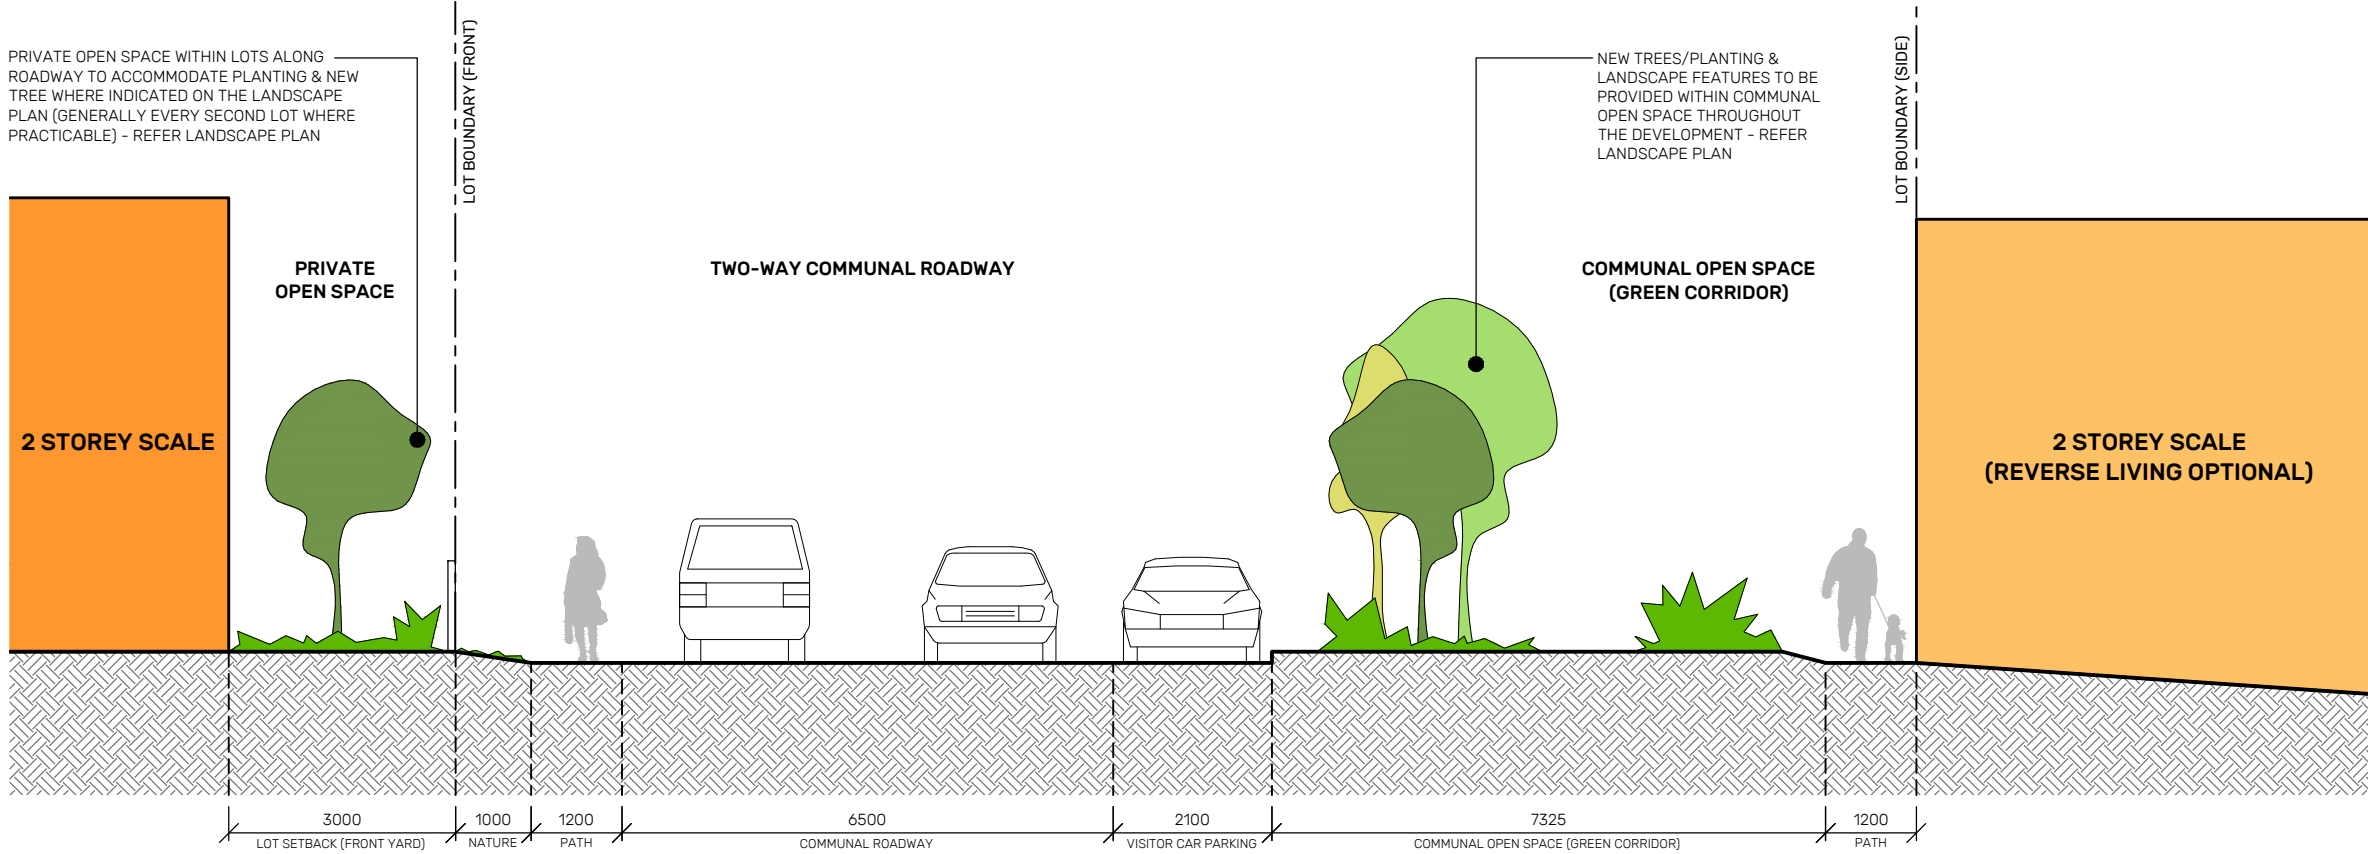 PRIVATE OPEN SPACE WITHIN LOTS ALONG
ROADWAY TO ACCOMMODATE PLANTING & NEW
TREE WHERE INDICATED ON THE LANDSCAPE
PLAN (GENERALLY EVERY SECOND LOT WHERE
PRACTICABLE) - REFER LANDSCAPE PLAN
LOT BOUNDARY (FRONT)
NEW TREES/PLANTING &
LANDSCAPE FEATURES TO BE
PROVIDED WITHIN COMMUNAL
OPEN SPACE THROUGHOUT
THE DEVELOPMENT - REFER
LANDSCAPE PLAN
LOT BOUNDARY (SIDE)
PRIVATE
OPEN SPACE
TWO-WAY COMMUNAL ROADWAY
COMMUNAL OPEN SPACE
(GREEN CORRIDOR)
2 STOREY SCALE
2 STOREY SCALE
(REVERSE LIVING OPTIONAL)
3000
LOT SETBACK (FRONT YARD)
1000
NATURE
1200
PATH
6500
COMMUNAL ROADWAY
2100
VISITOR CAR PARKING
7325
COMMUNAL OPEN SPACE (GREEN CORRIDOR)
1200
PATH